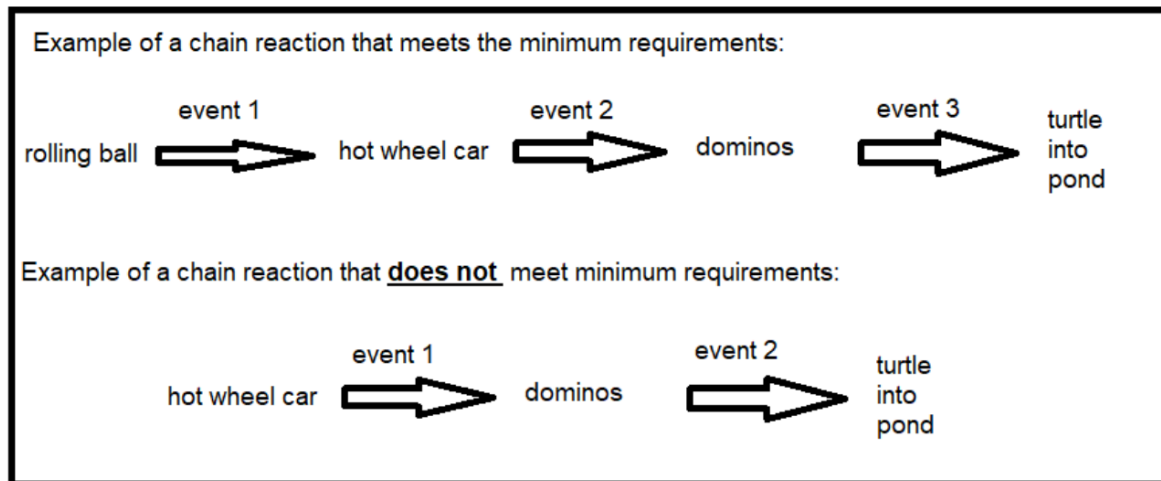 Example of a chain reaction that meets the minimum requirements:
event 1
event 2
event 3
rolling ball
hot wheel car
dominos
turtle
into
pond
Example of a chain reaction that does not meet minimum requirements:
event 1
event 2
hot wheel car
dominos
turtle
into
pond